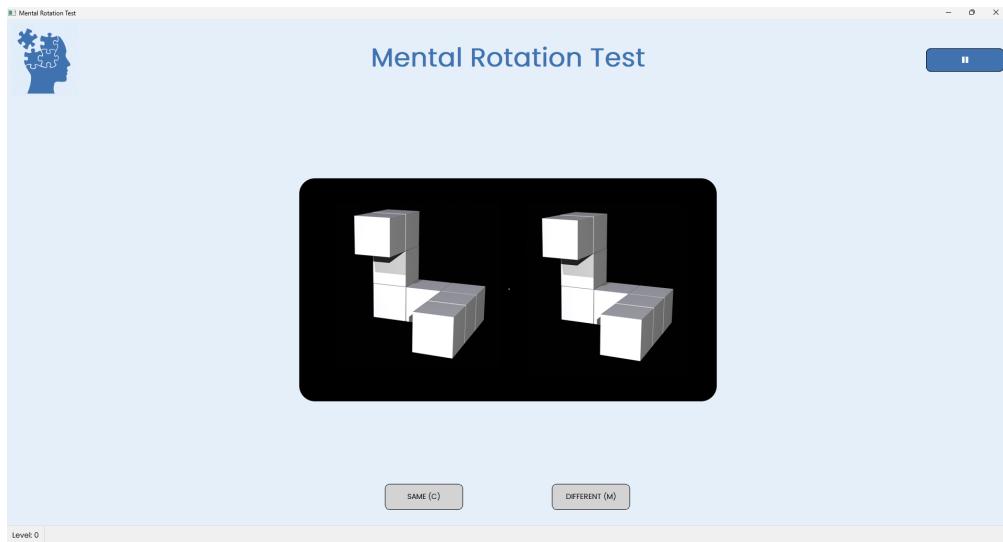 Mental Rotation Test
Mental Rotation Test
SAME (C)
DIFFERENT (M)
Level: 0